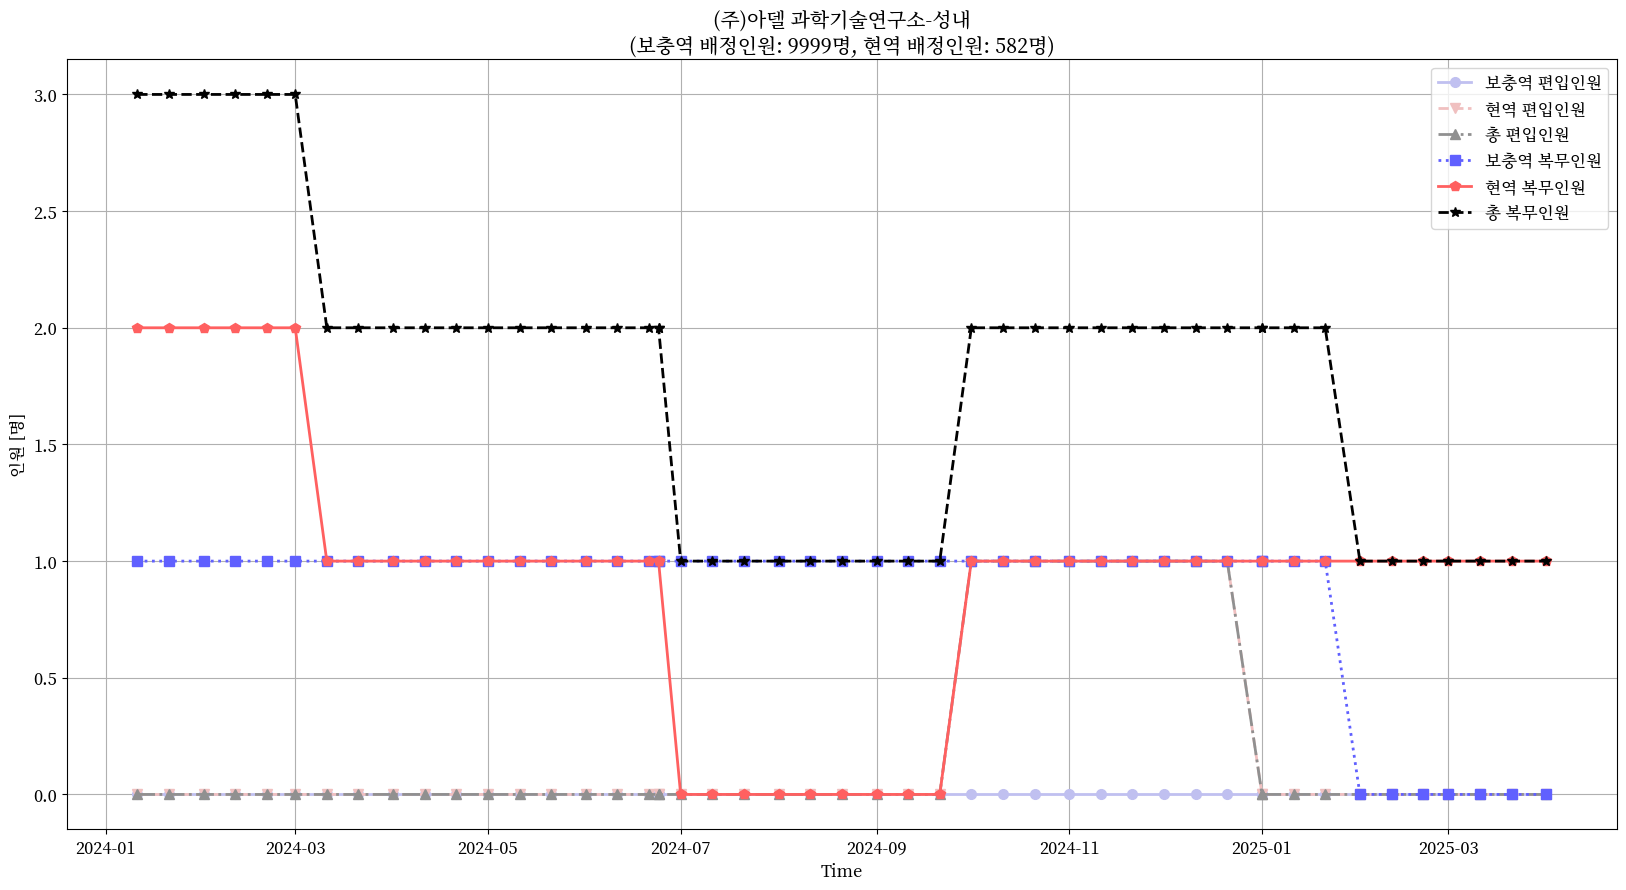 (주)아델 과학기술연구소-성내
(보충역 배정인원: 9999명, 현역 배정인원: 582명)
보충역 편입인원
현역 편입인원
총 편입인원
보충역 복무인원
현역 복무인원
총 복무인원
3.0
2.5
2.0
1.5
1.0
0.5
0.0
인원 [명]
2024-01
2024-03
2024-05
2024-07
2024-09
2024-11
2025-01
2025-03
Time